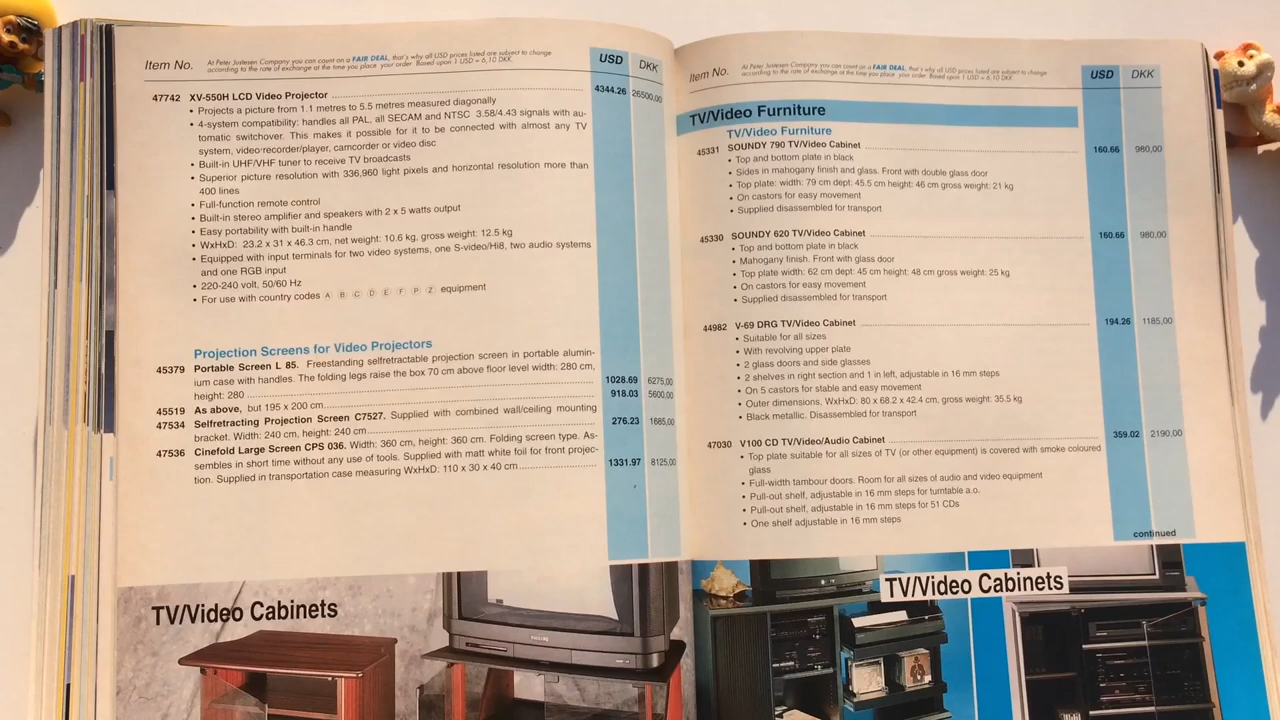 Item No. At Peter Justesen Company you can count on a FAIR DEAL, that's why all USD prices listed are subject to change
according to the rate of exchange at the time you place your order. Based upon 1 USD = 6,10 DKK.
USD DKK
47742 XV-550H LCD Video Projector 4344.26 26500,00
• Projects a picture from 1.1 metres to 5.5 metres measured diagonally
• 4-system compatibility: handles all PAL, all SECAM and NTSC 3.58/4.43 signals with au-
tomatic switchover. This makes it possible for it to be connected with almost any TV
system, video-recorder/player, camcorder or video disc
• Built-in UHF/VHF tuner to receive TV broadcasts
• Superior picture resolution with 336,960 light pixels and horizontal resolution more than
400 lines
• Full-function remote control
• Built-in stereo amplifier and speakers with 2 x 5 watts output
• Easy portability with built-in handle
• WxHxD: 23.2 x 31 x 46.3 cm, net weight: 10.6 kg, gross weight: 12.5 kg
• Equipped with input terminals for two video systems, one S-video/Hi8, two audio systems
and one RGB input
• 220-240 volt, 50/60 Hz
• For use with country codes A B C D E F P Z equipment
Projection Screens for Video Projectors
45379 Portable Screen L 85. Freestanding selfretractable projection screen in portable alumin-
ium case with handles. The folding legs raise the box 70 cm above floor level width: 280 cm,
height: 280 1028.69 6275,00
45519 As above, but 195 x 200 cm 918.03 5600,00
47534 Selfretracting Projection Screen C7527. Supplied with combined wall/ceiling mounting
bracket. Width: 240 cm, height: 240 cm 276.23 1685,00
47536 Cinefold Large Screen CPS 036. Width: 360 cm, height: 360 cm. Folding screen type. As-
sembles in short time without any use of tools. Supplied with matt white foil for front projec-
tion. Supplied in transportation case measuring WxHxD: 110 x 30 x 40 cm 1331.97 8125,00
TV/Video Cabinets
PHILIPS
Item No. At Peter Justesen Company you can count on a FAIR DEAL, that's why all USD prices listed are subject to change
according to the rate of exchange at the time you place your order. Based upon 1 USD = 6,10 DKK.
USD DKK
TV/Video Furniture
TV/Video Furniture
45331 SOUNDY 790 TV/Video Cabinet 160.66 980,00
• Top and bottom plate in black
• Sides in mahogany finish and glass. Front with double glass door
• Top plate: width: 79 cm dept: 45.5 cm height: 46 cm gross weight: 21 kg
• On castors for easy movement
• Supplied disassembled for transport
45330 SOUNDY 620 TV/Video Cabinet 160.66 980,00
• Top and bottom plate in black
• Mahogany finish. Front with glass door
• Top plate width: 62 cm dept: 45 cm height: 48 cm gross weight: 25 kg
• On castors for easy movement
• Supplied disassembled for transport
44982 V-69 DRG TV/Video Cabinet 194.26 1185,00
• Suitable for all sizes
• With revolving upper plate
• 2 glass doors and side glasses
• 2 shelves in right section and 1 in left, adjustable in 16 mm steps
• On 5 castors for stable and easy movement
• Outer dimensions, WxHxD: 80 x 68.2 x 42.4 cm, gross weight: 35.5 kg
• Black metallic. Disassembled for transport
47030 V100 CD TV/Video/Audio Cabinet 359.02 2190,00
• Top plate suitable for all sizes of TV (or other equipment) is covered with smoke coloured
glass
• Full-width tambour doors. Room for all sizes of audio and video equipment
• Pull-out shelf, adjustable in 16 mm steps for turntable a.o.
• Pull-out shelf, adjustable in 16 mm steps for 51 CDs
• One shelf adjustable in 16 mm steps
continued
TV/Video Cabinets